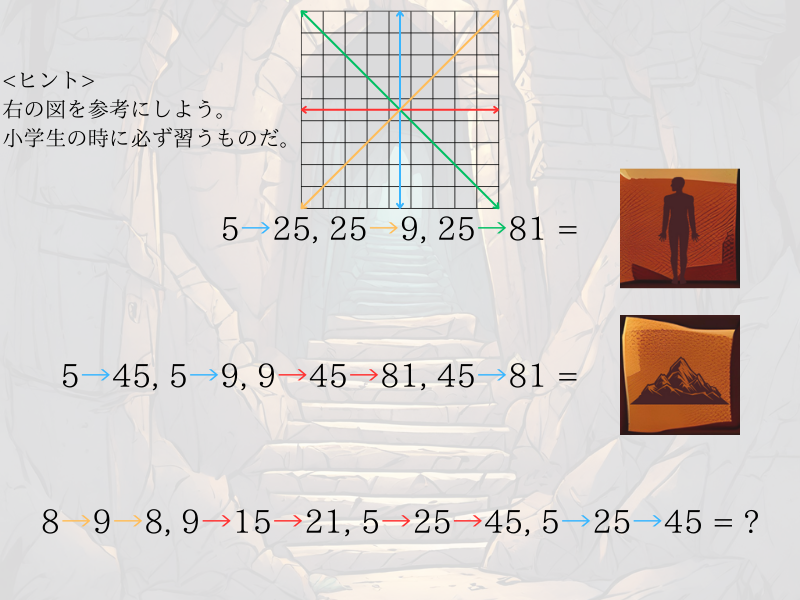 <ヒント>
右の図を参考にしよう。
小学生の時に必ず習うものだ。
5→25, 25→9, 25→81 =
5→45, 5→9, 9→45→81, 45→81 =
8→9→8, 9→15→21, 5→25→45, 5→25→45 = ?